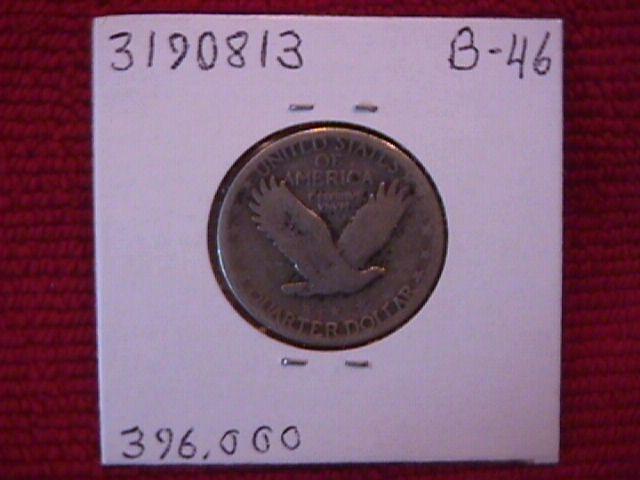 3190813 B-46
UNITED STATES
OF
AMERICA
E PLURIBUS
UNUM
QUARTER DOLLAR
396,000